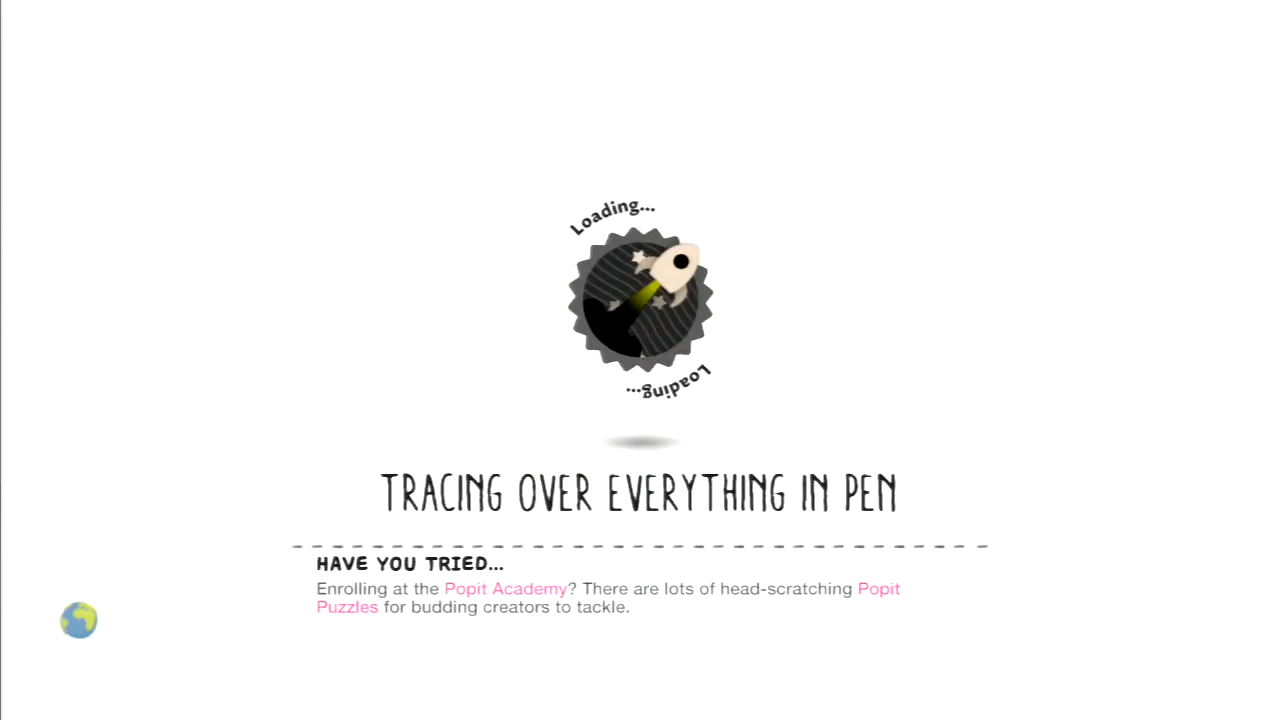 Loading...
Loading...
TRACING OVER EVERYTHING IN PEN
HAVE YOU TRIED...
Enrolling at the Popit Academy? There are lots of head-scratching Popit
Puzzles for budding creators to tackle.